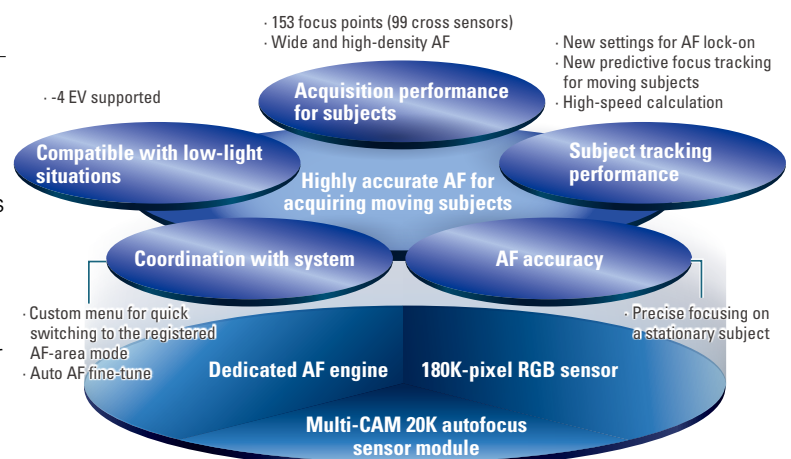 · 153 focus points (99 cross sensors)
· Wide and high-density AF
· New settings for AF lock-on
· New predictive focus tracking
for moving subjects
· High-speed calculation
· -4 EV supported
Acquisition performance
for subjects
Compatible with low-light
situations
Subject tracking
performance
Highly accurate AF for
acquiring moving subjects
Coordination with system
AF accuracy
· Custom menu for quick
switching to the registered
AF-area mode
· Auto AF fine-tune
· Precise focusing on
a stationary subject
Dedicated AF engine
180K-pixel RGB sensor
Multi-CAM 20K autofocus
sensor module